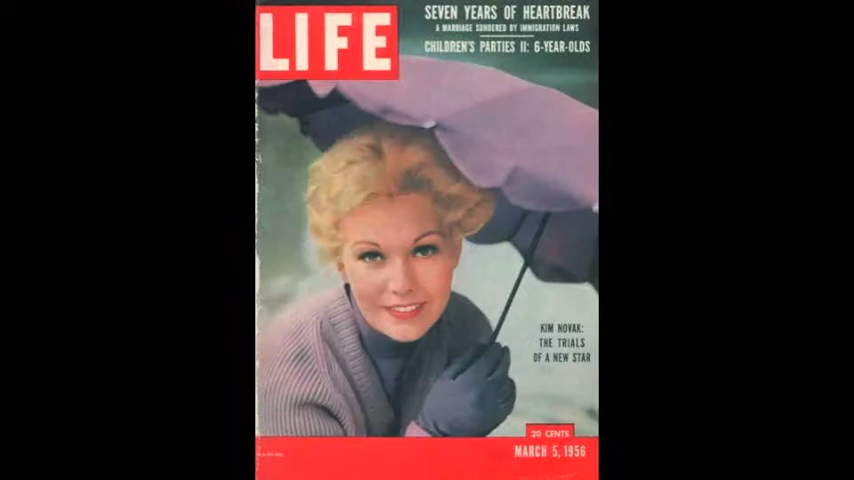 LIFE
SEVEN YEARS OF HEARTBREAK
A MARRIAGE SUNDERED BY IMMIGRATION LAWS
CHILDREN'S PARTIES II: 6-YEAR-OLDS
KIM NOVAK:
THE TRIALS
OF A NEW STAR
20 CENTS
MARCH 5, 1956